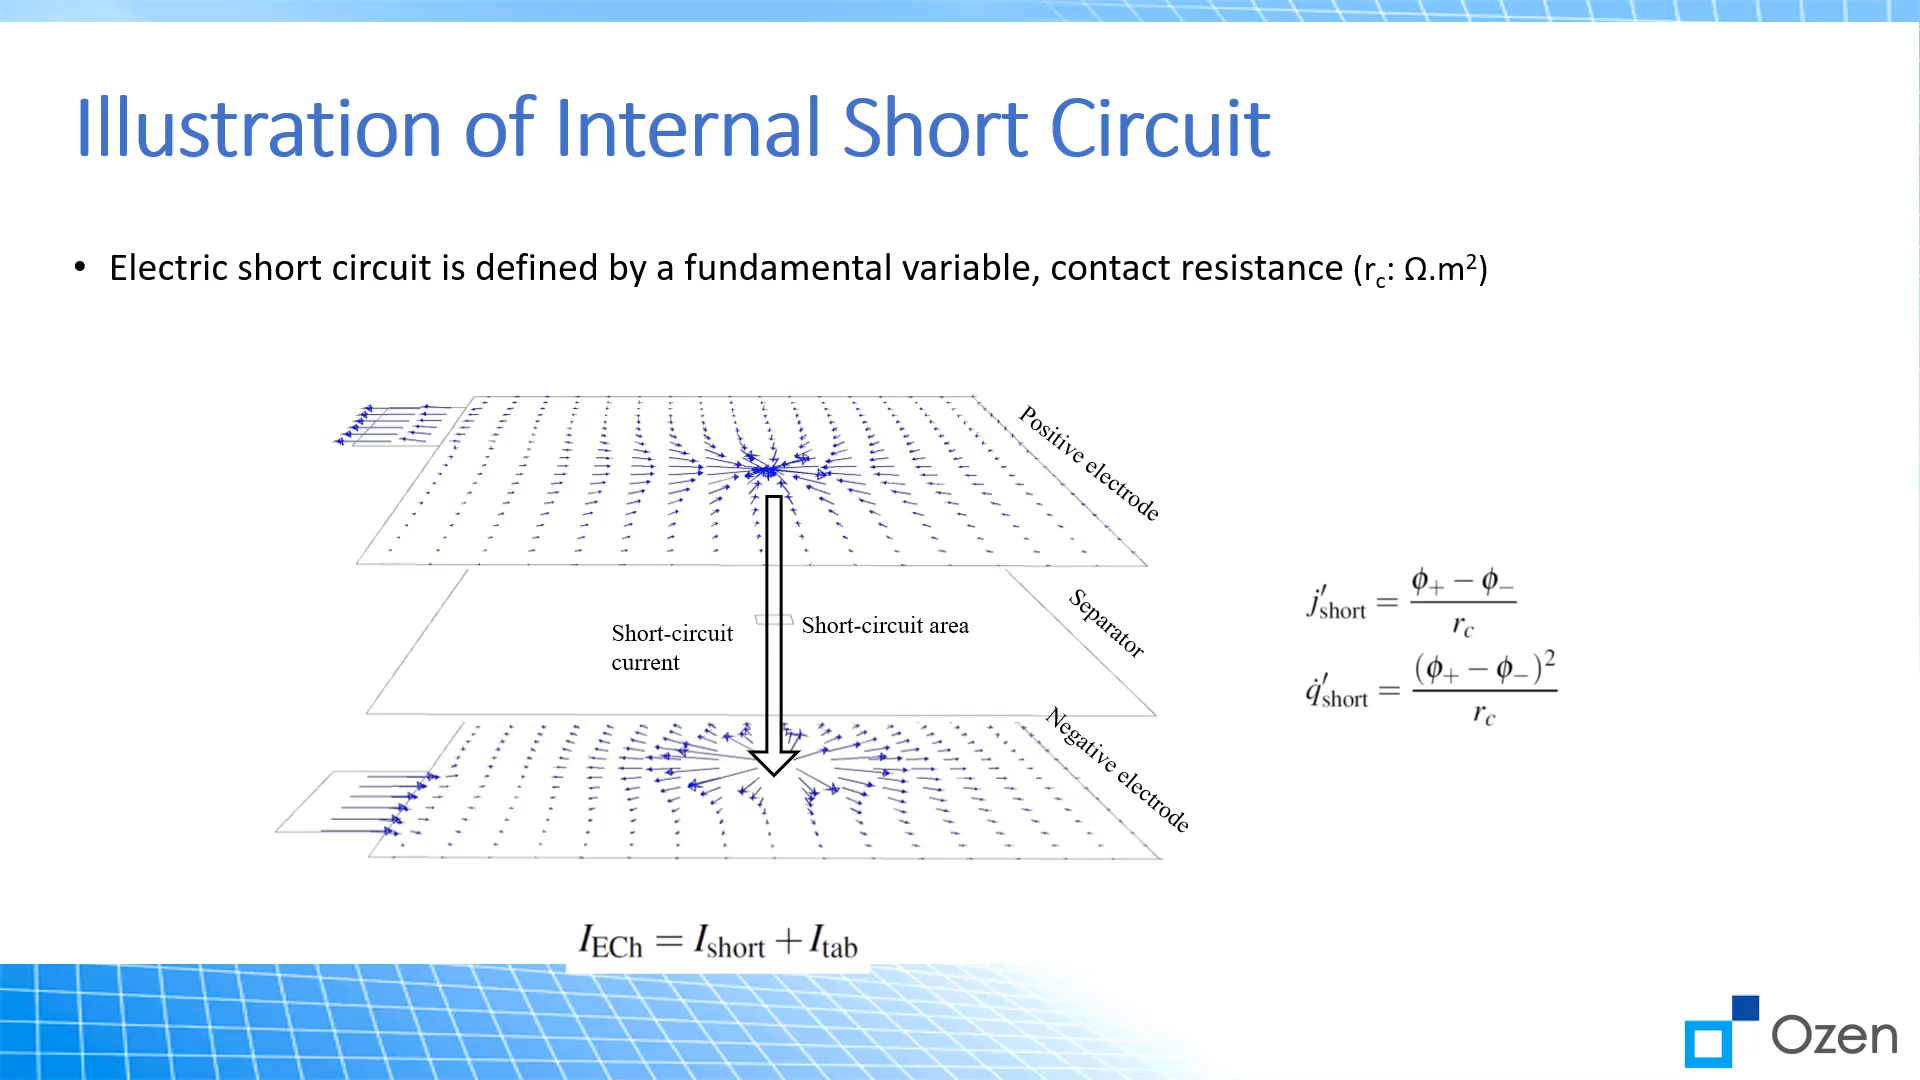 Illustration of Internal Short Circuit
• Electric short circuit is defined by a fundamental variable, contact resistance (r_c: Ω.m²)
Positive electrode
Separator
Short-circuit
current
Short-circuit area
Negative electrode
j′_short = (ϕ₊ − ϕ₋) / r_c
q̇′_short = (ϕ₊ − ϕ₋)² / r_c
I_ECh = I_short + I_tab
Ozen